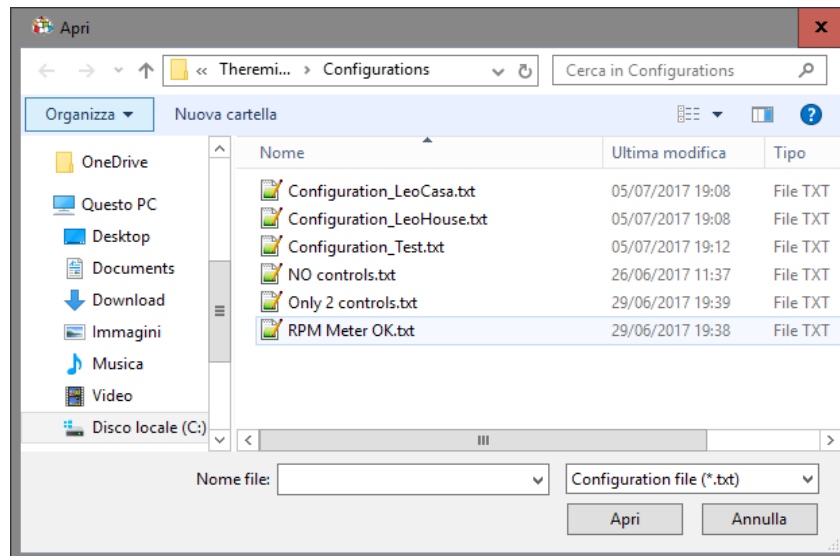 Apri
« Theremi... › Configurations
Cerca in Configurations
Organizza
Nuova cartella
OneDrive
Questo PC
Desktop
Documents
Download
Immagini
Musica
Video
Disco locale (C:)
Nome Ultima modifica Tipo
Configuration_LeoCasa.txt 05/07/2017 19:08 File TXT
Configuration_LeoHouse.txt 05/07/2017 19:08 File TXT
Configuration_Test.txt 05/07/2017 19:12 File TXT
NO controls.txt 26/06/2017 11:37 File TXT
Only 2 controls.txt 29/06/2017 19:39 File TXT
RPM Meter OK.txt 29/06/2017 19:38 File TXT
Nome file:
Configuration file (*.txt)
Apri
Annulla